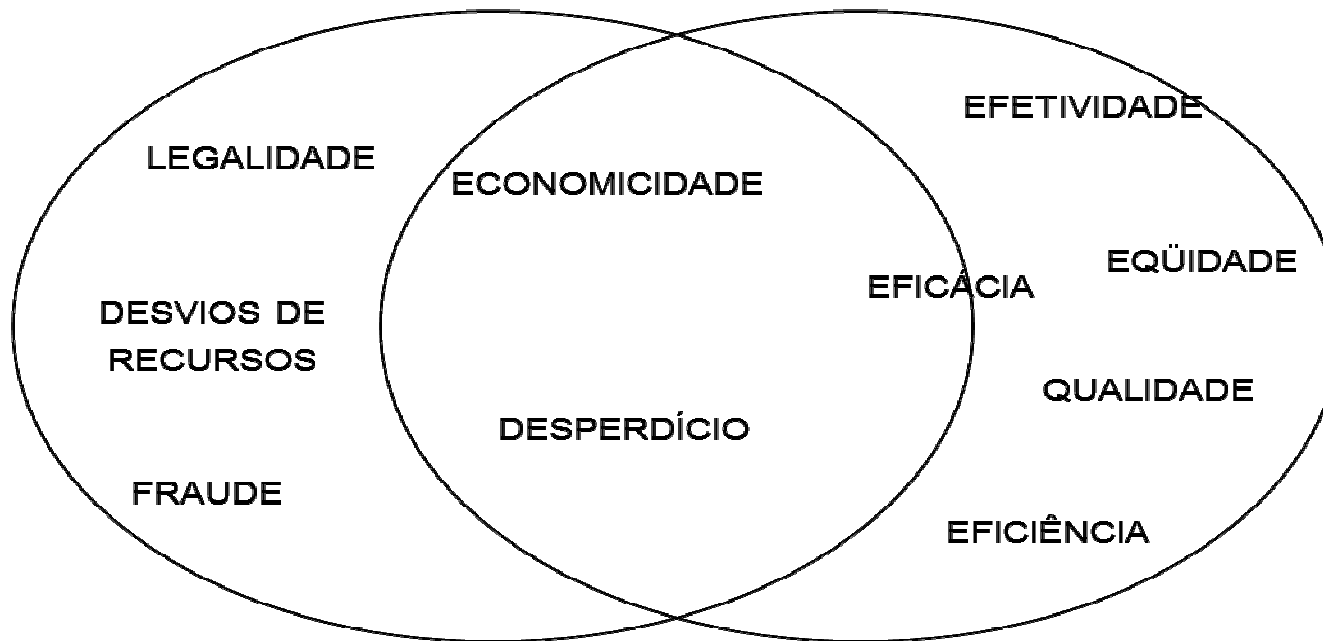 EFETIVIDADE
LEGALIDADE
ECONOMICIDADE
EQÜIDADE
EFICÁCIA
DESVIOS DE
RECURSOS
QUALIDADE
DESPERDÍCIO
FRAUDE
EFICIÊNCIA